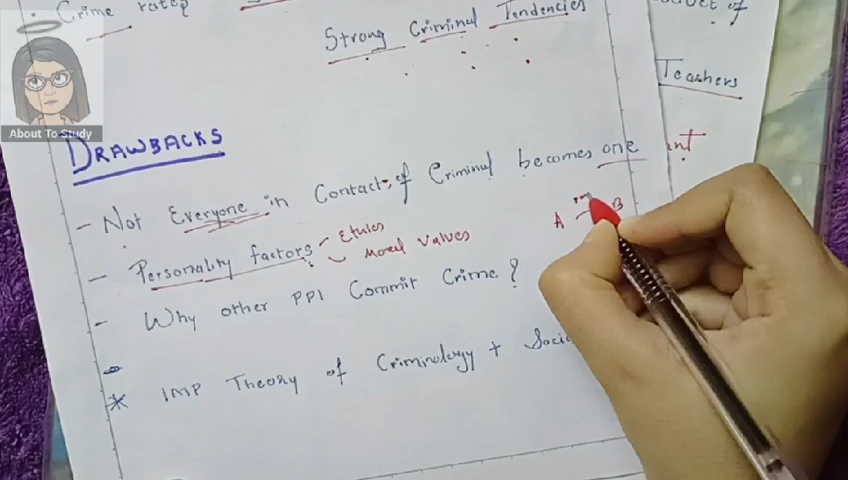 Crime rates
Strong Criminal Tendencies
of
Teachers
About To Study
DRAWBACKS
- Not Everyone in Contact of Criminal becomes one
- Personality factors - Ethics
- Moral Values
A B
- Why other PPl Commit Crime?
* IMP Theory of Criminology +